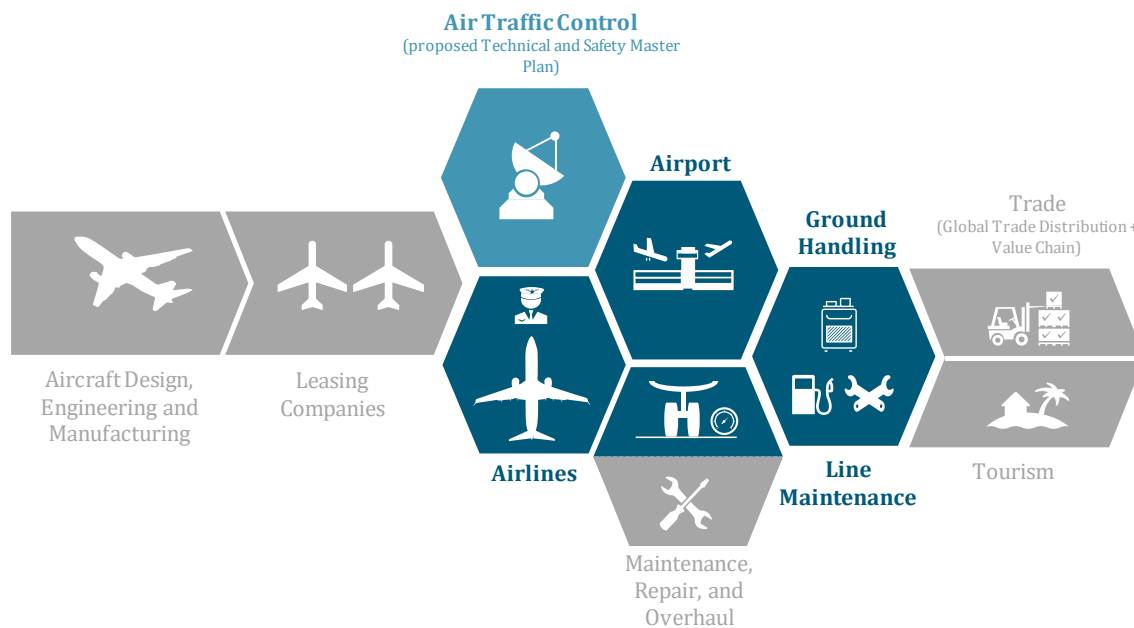 Air Traffic Control
(proposed Technical and Safety Master
Plan)
Airport
Ground
Handling
Trade
(Global Trade Distribution +
Value Chain)
Aircraft Design,
Engineering and
Manufacturing
Leasing
Companies
Airlines
Line
Maintenance
Tourism
Maintenance,
Repair, and
Overhaul